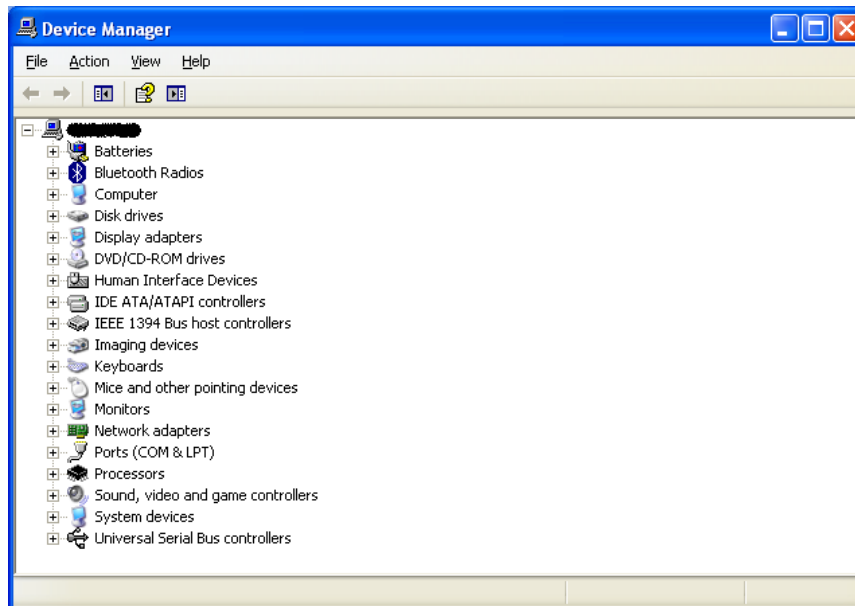 Device Manager
File Action View Help
Batteries
Bluetooth Radios
Computer
Disk drives
Display adapters
DVD/CD-ROM drives
Human Interface Devices
IDE ATA/ATAPI controllers
IEEE 1394 Bus host controllers
Imaging devices
Keyboards
Mice and other pointing devices
Monitors
Network adapters
Ports (COM & LPT)
Processors
Sound, video and game controllers
System devices
Universal Serial Bus controllers